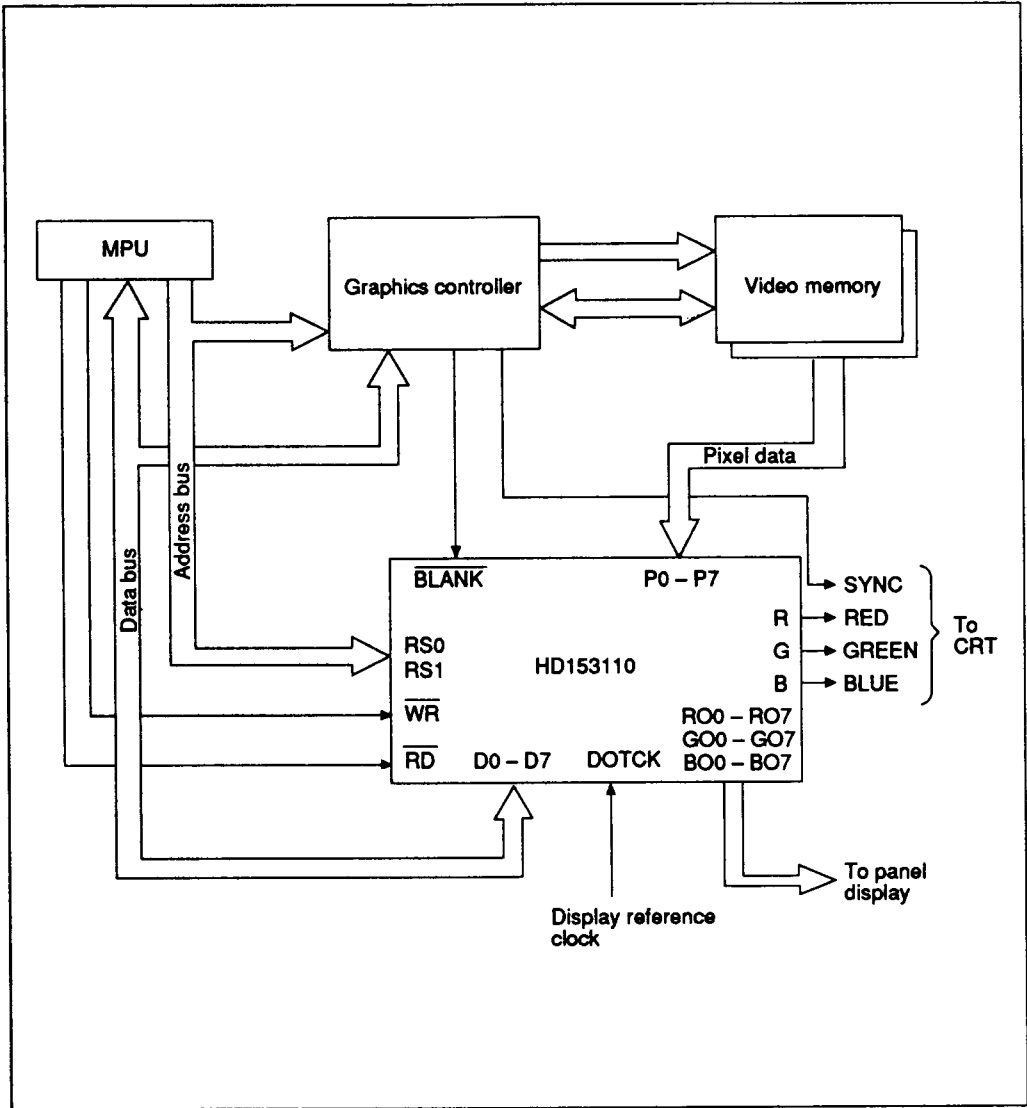 MPU
Graphics controller
Video memory
Data bus
Address bus
Pixel data
BLANK
P0 – P7
SYNC
R
RED
G
GREEN
B
BLUE
To
CRT
RS0
RS1
HD153110
WR
RD
D0 – D7
DOTCK
RO0 – RO7
GO0 – GO7
BO0 – BO7
To panel
display
Display reference
clock